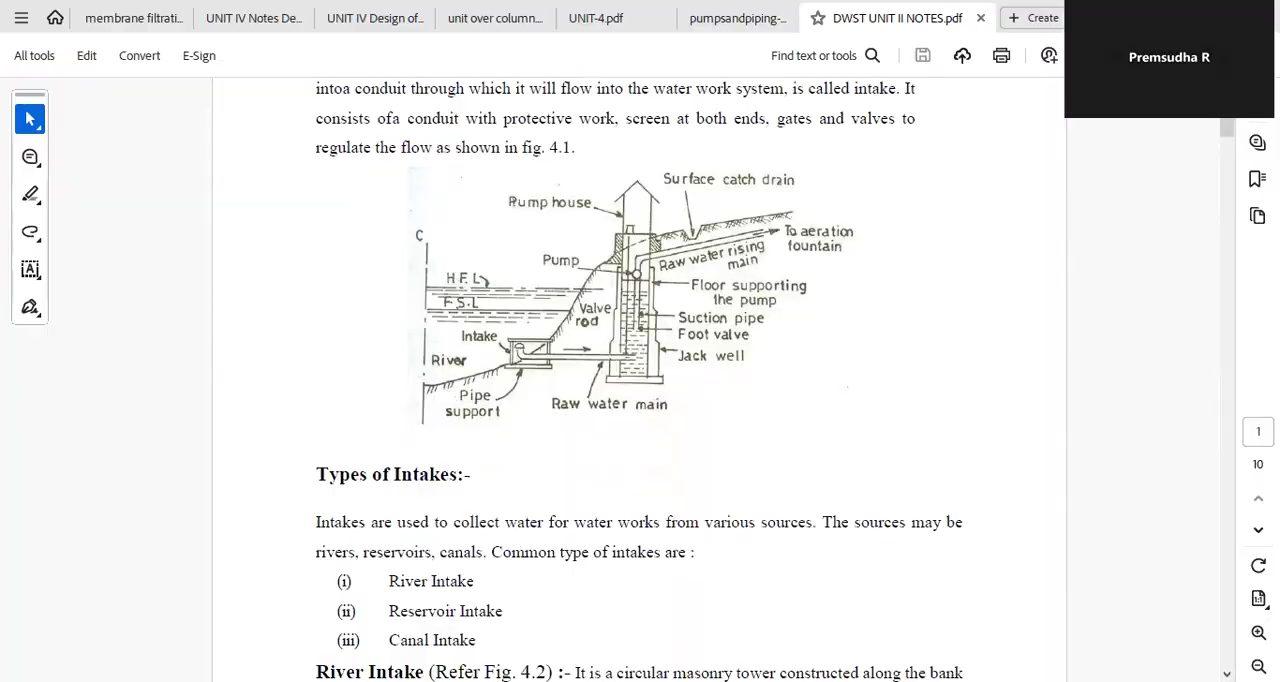 membrane filtrati...
UNIT IV Notes De...
UNIT IV Design of...
unit over column...
UNIT-4.pdf
pumpsandpiping-...
DWST UNIT II NOTES.pdf
Create
All tools
Edit
Convert
E-Sign
Find text or tools
Premsudha R
intoa conduit through which it will flow into the water work system, is called intake. It
consists ofa conduit with protective work, screen at both ends, gates and valves to
regulate the flow as shown in fig. 4.1.
Surface catch drain
Pump house
C
To aeration
fountain
Raw water rising
main
Pump
H.F.L
Floor supporting
the pump
F.S.L
Valve
rod
Suction pipe
Foot valve
Intake
Jack well
River
Pipe
support
Raw water main
Types of Intakes:-
Intakes are used to collect water for water works from various sources. The sources may be
rivers, reservoirs, canals. Common type of intakes are :
(i) River Intake
(ii) Reservoir Intake
(iii) Canal Intake
River Intake (Refer Fig. 4.2) :- It is a circular masonry tower constructed along the bank
1
10